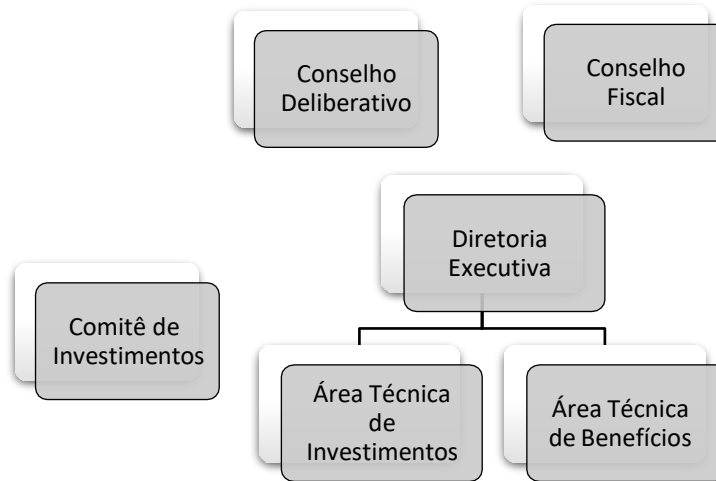 Conselho
Deliberativo
Conselho
Fiscal
Diretoria
Executiva
Comitê de
Investimentos
Área Técnica
de
Investimentos
Área Técnica
de Benefícios